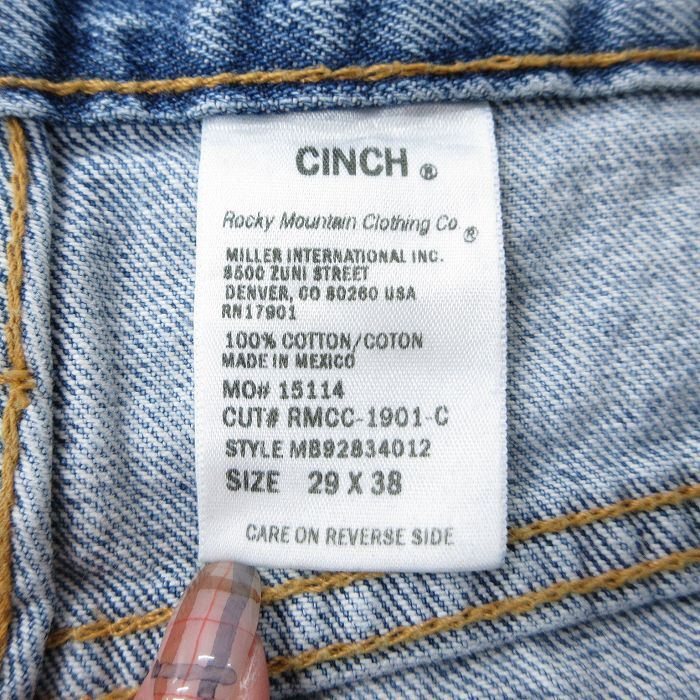 CINCH ®
Rocky Mountain Clothing Co ®
MILLER INTERNATIONAL INC.
8500 ZUNI STREET
DENVER, CO 80260 USA
RN17901
100% COTTON/COTON
MADE IN MEXICO
MO# 15114
CUT# RMCC-1901-C
STYLE MB92834012
SIZE 29 X 38
CARE ON REVERSE SIDE